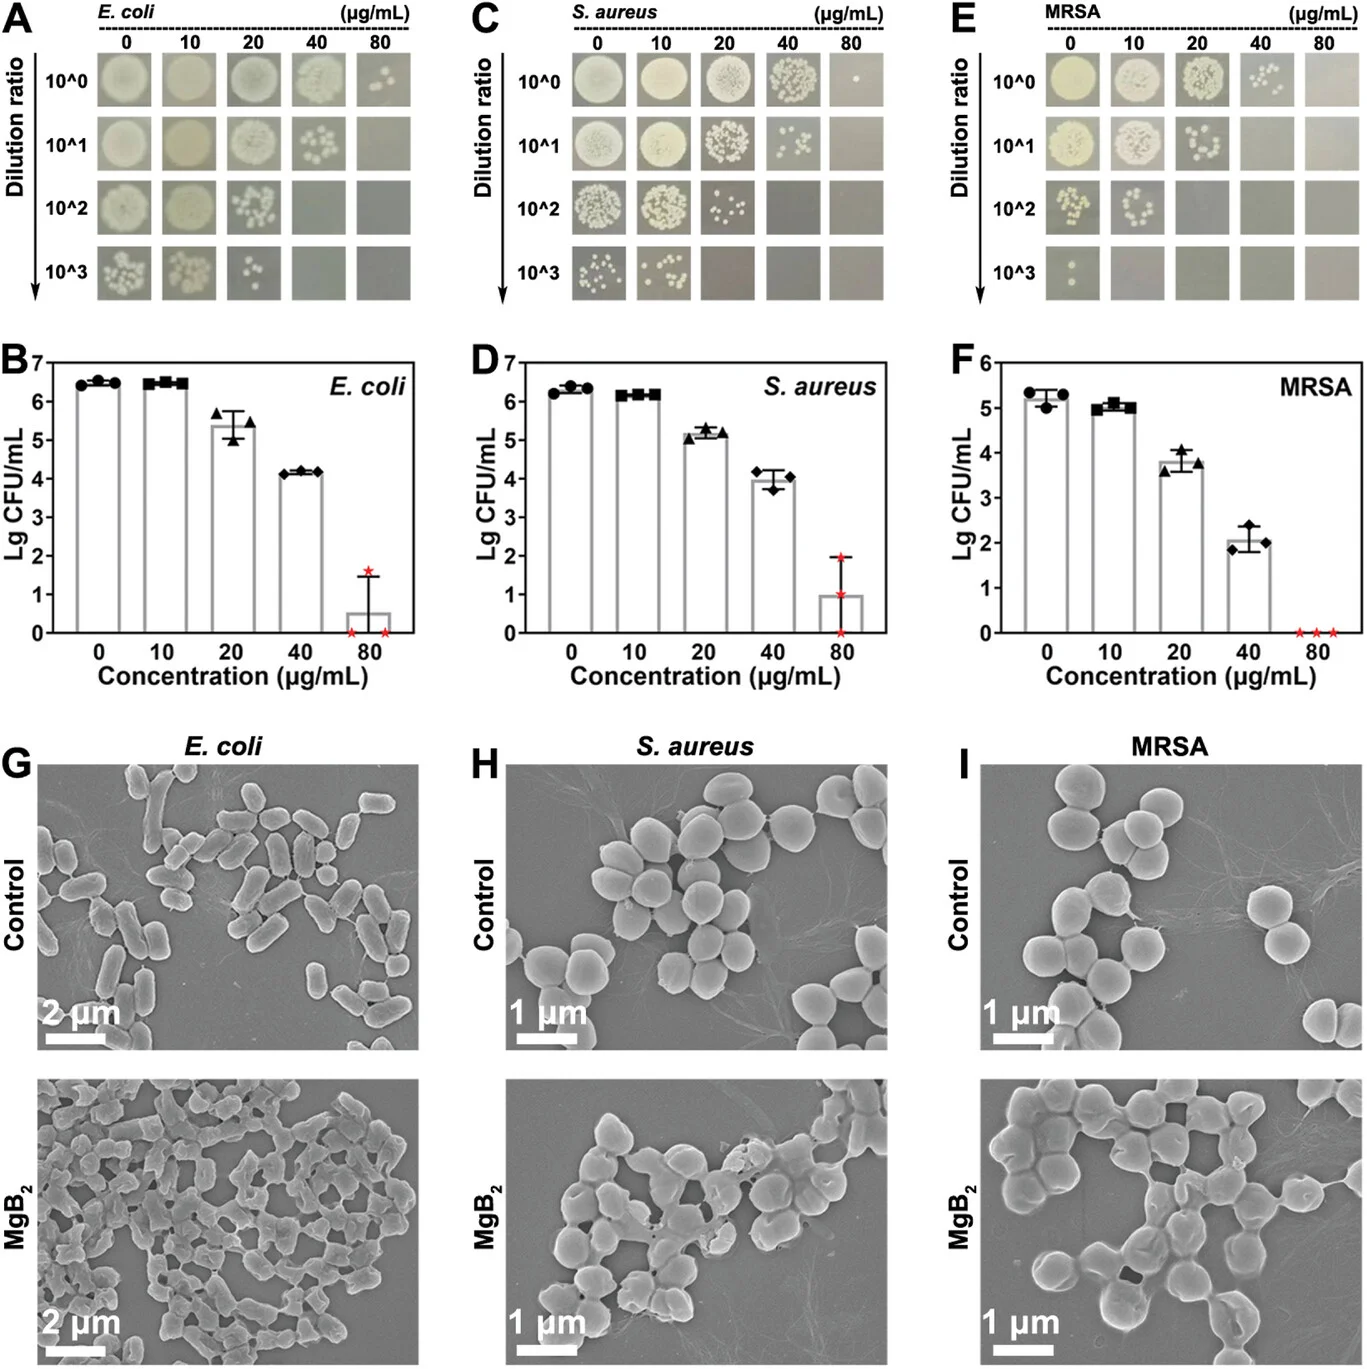 A E. coli (µg/mL)
0 10 20 40 80
Dilution ratio
10^0
10^1
10^2
10^3
C S. aureus (µg/mL)
0 10 20 40 80
Dilution ratio
10^0
10^1
10^2
10^3
E MRSA (µg/mL)
0 10 20 40 80
Dilution ratio
10^0
10^1
10^2
10^3
B
E. coli
Lg CFU/mL
7
6
5
4
3
2
1
0
0 10 20 40 80
Concentration (µg/mL)
D
S. aureus
Lg CFU/mL
7
6
5
4
3
2
1
0
0 10 20 40 80
Concentration (µg/mL)
F
MRSA
Lg CFU/mL
6
5
4
3
2
1
0
0 10 20 40 80
Concentration (µg/mL)
G E. coli
Control
2 µm
MgB₂
2 µm
H S. aureus
Control
1 µm
MgB₂
1 µm
I MRSA
Control
1 µm
MgB₂
1 µm